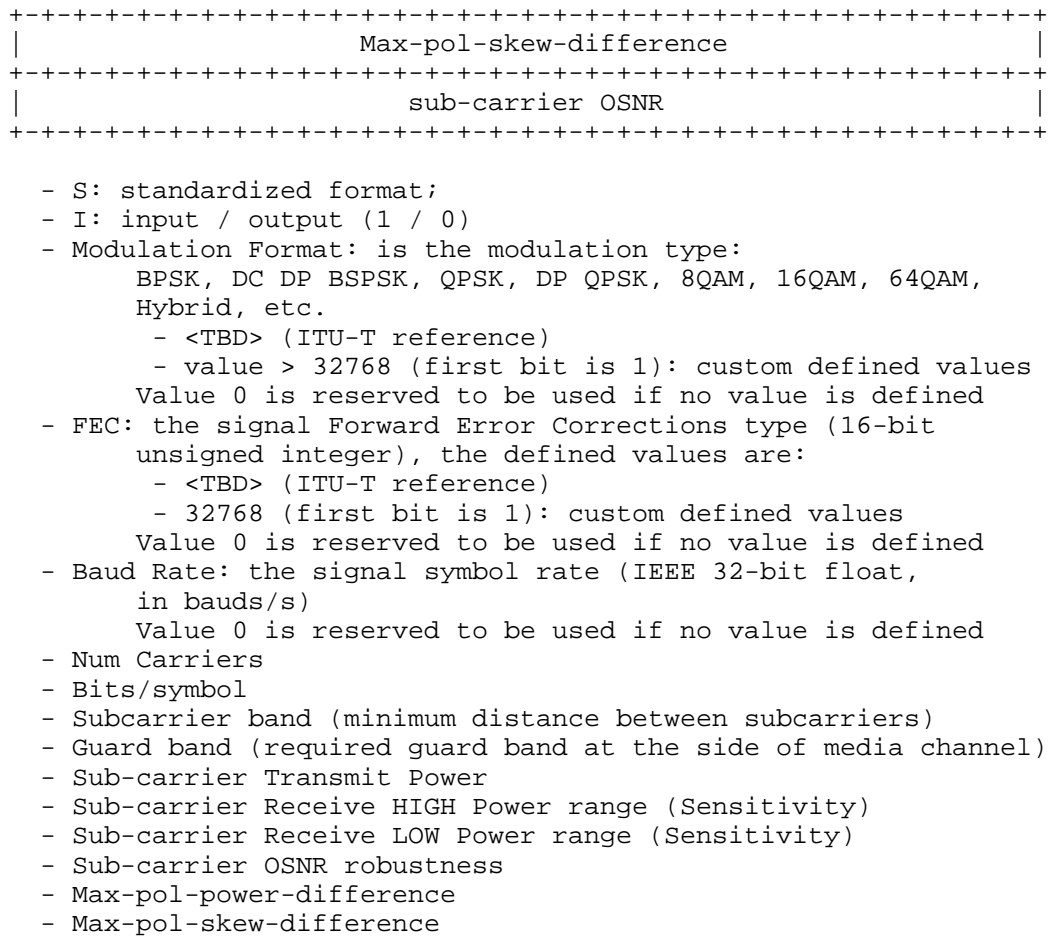 +-+-+-+-+-+-+-+-+-+-+-+-+-+-+-+-+-+-+-+-+-+-+-+-+-+-+-+-+-+-+-+-+
|                     Max-pol-skew-difference                   |
+-+-+-+-+-+-+-+-+-+-+-+-+-+-+-+-+-+-+-+-+-+-+-+-+-+-+-+-+-+-+-+-+
|                        sub-carrier OSNR                       |
+-+-+-+-+-+-+-+-+-+-+-+-+-+-+-+-+-+-+-+-+-+-+-+-+-+-+-+-+-+-+-+-+
- S: standardized format;
- I: input / output (1 / 0)
- Modulation Format: is the modulation type:
BPSK, DC DP BSPSK, QPSK, DP QPSK, 8QAM, 16QAM, 64QAM,
Hybrid, etc.
- <TBD> (ITU-T reference)
- value > 32768 (first bit is 1): custom defined values
Value 0 is reserved to be used if no value is defined
- FEC: the signal Forward Error Corrections type (16-bit
unsigned integer), the defined values are:
- <TBD> (ITU-T reference)
- 32768 (first bit is 1): custom defined values
Value 0 is reserved to be used if no value is defined
- Baud Rate: the signal symbol rate (IEEE 32-bit float,
in bauds/s)
Value 0 is reserved to be used if no value is defined
- Num Carriers
- Bits/symbol
- Subcarrier band (minimum distance between subcarriers)
- Guard band (required guard band at the side of media channel)
- Sub-carrier Transmit Power
- Sub-carrier Receive HIGH Power range (Sensitivity)
- Sub-carrier Receive LOW Power range (Sensitivity)
- Sub-carrier OSNR robustness
- Max-pol-power-difference
- Max-pol-skew-difference